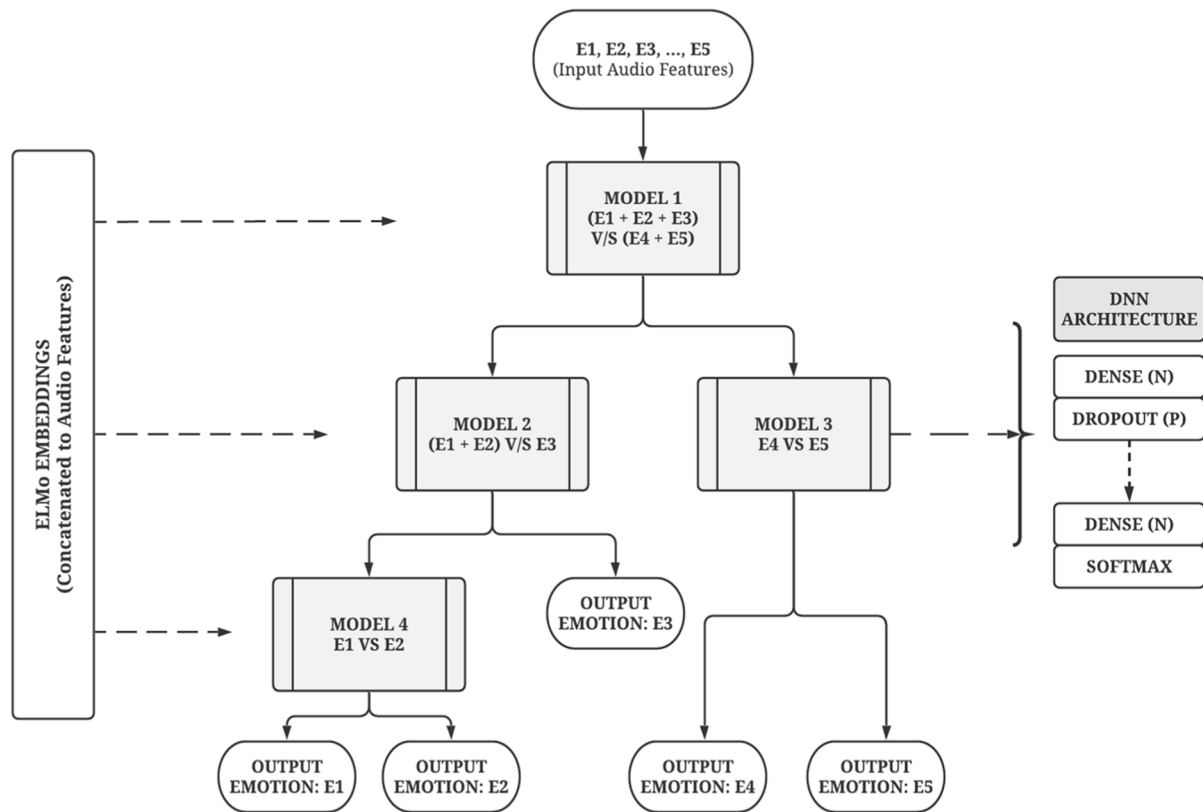 E1, E2, E3, ..., E5
(Input Audio Features)
ELMo EMBEDDINGS
(Concatenated to Audio Features)
MODEL 1
(E1 + E2 + E3)
V/S (E4 + E5)
DNN
ARCHITECTURE
DENSE (N)
DROPOUT (P)
DENSE (N)
SOFTMAX
MODEL 2
(E1 + E2) V/S E3
MODEL 3
E4 VS E5
MODEL 4
E1 VS E2
OUTPUT
EMOTION: E3
OUTPUT
EMOTION: E1
OUTPUT
EMOTION: E2
OUTPUT
EMOTION: E4
OUTPUT
EMOTION: E5